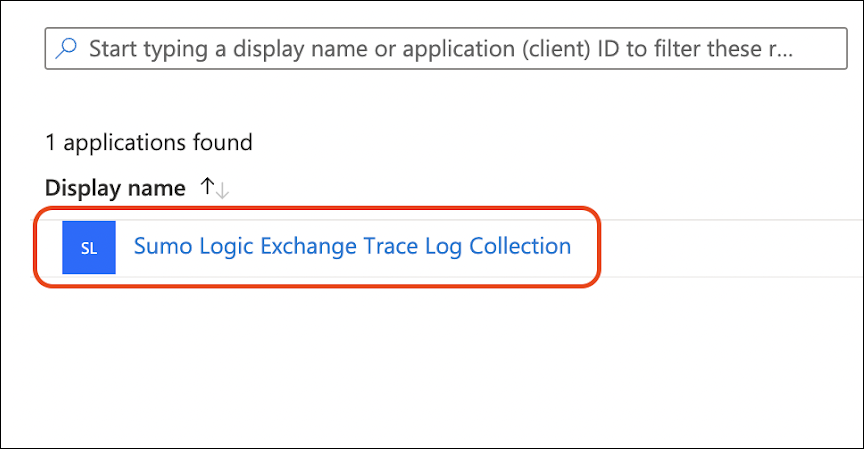 Start typing a display name or application (client) ID to filter these r...
1 applications found
Display name
SL
Sumo Logic Exchange Trace Log Collection